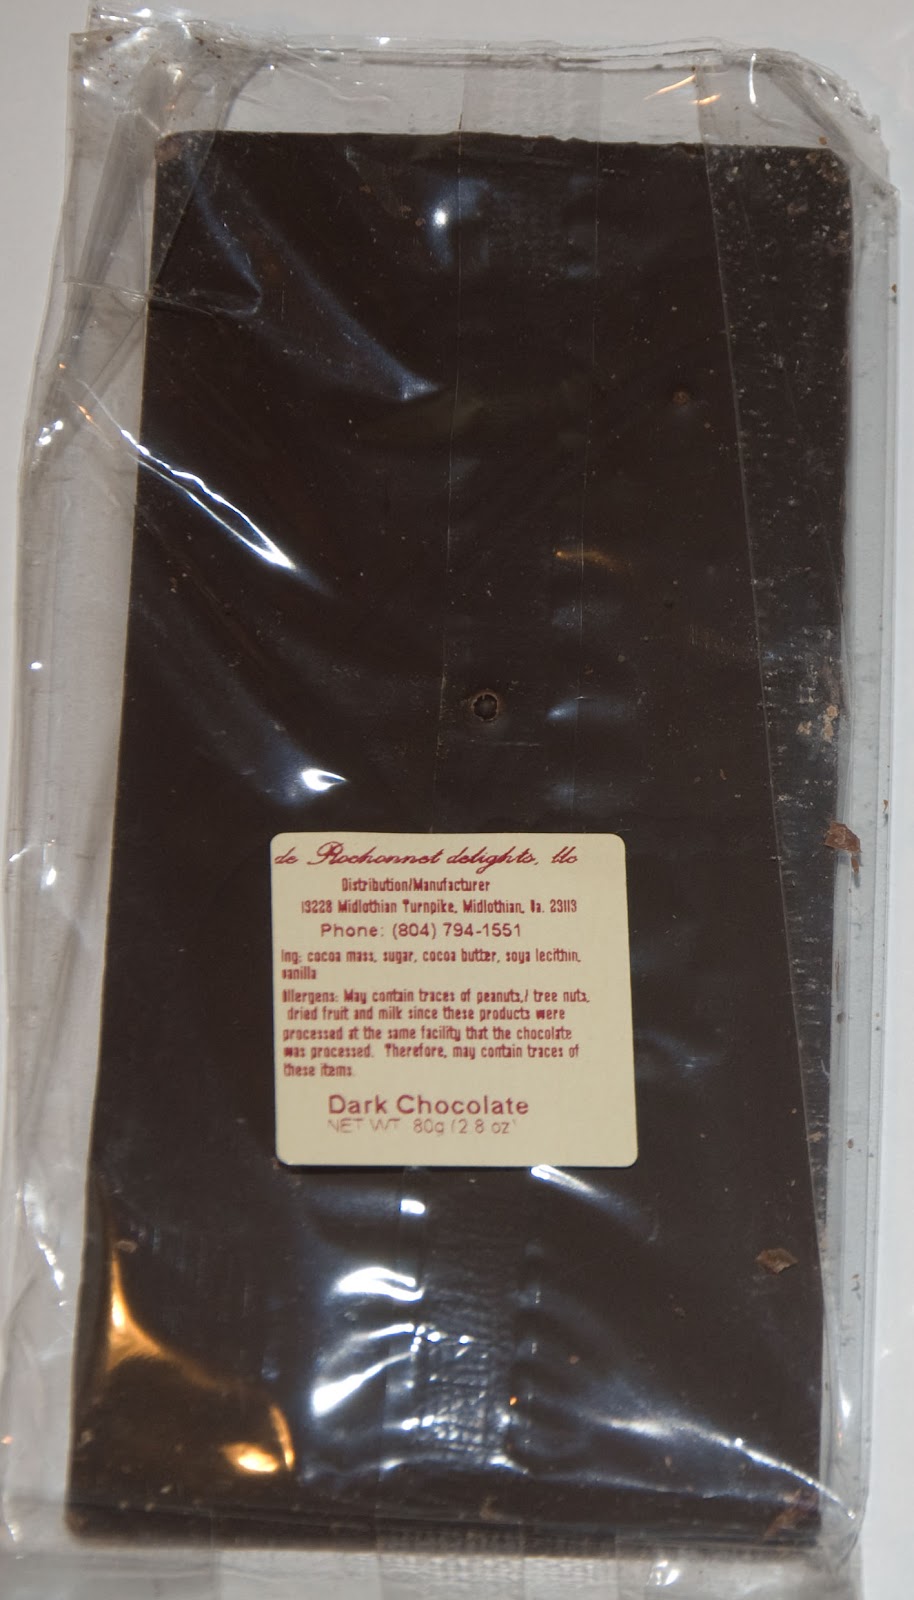 de Rochonnet delights, llc
Distribution/Manufacturer
13228 Midlothian Turnpike, Midlothian, Va. 23113
Phone: (804) 794-1551
Ing: cocoa mass, sugar, cocoa butter, soya lecithin,
vanilla
Allergens: May contain traces of peanuts,/ tree nuts,
dried fruit and milk since these products were
processed at the same facility that the chocolate
was processed. Therefore, may contain traces of
these items.
Dark Chocolate
NET WT. 80g (2.8 oz)